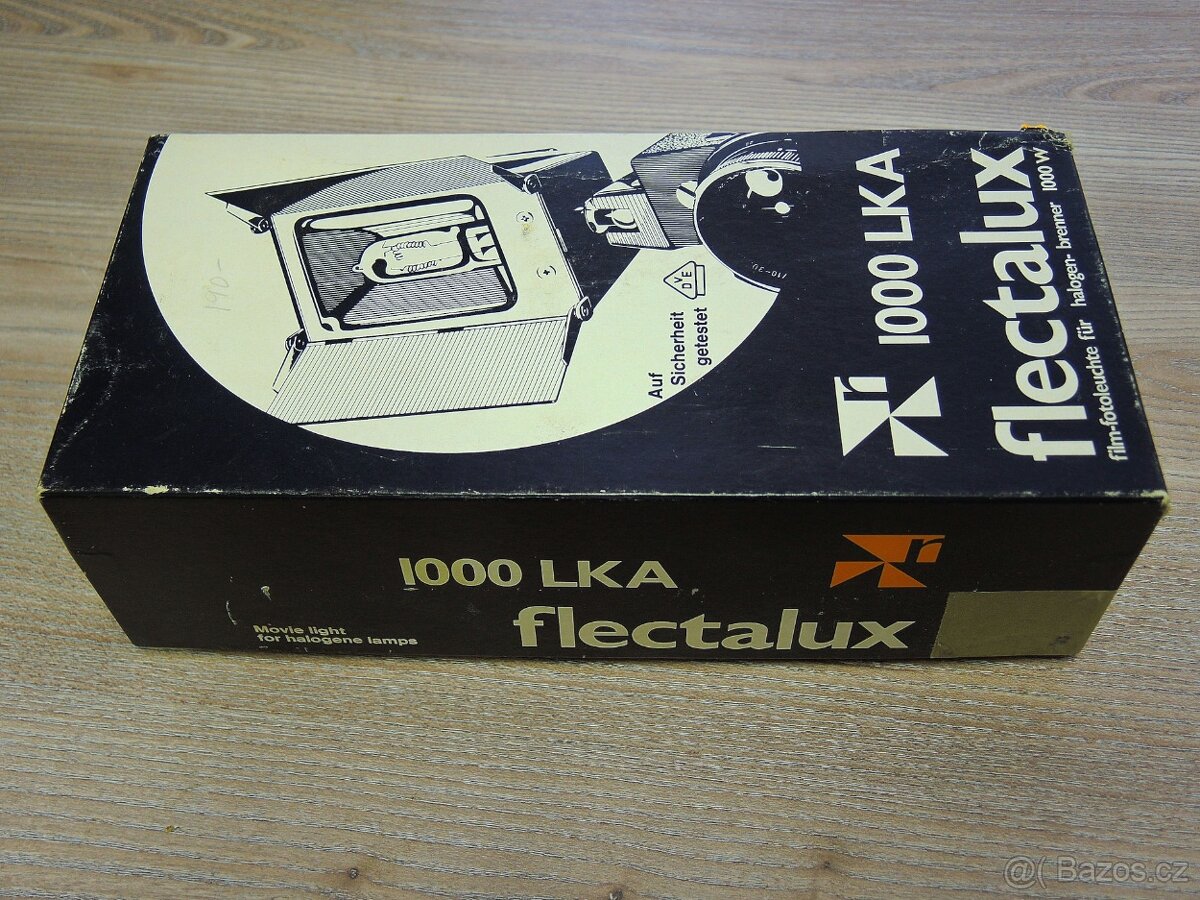 190-
Auf
Sicherheit
getestet
VDE
r
1000 LKA
flectalux
film-fotoleuchte für halogen-brenner 1000 W
1000 LKA
r
flectalux
Movie light
for halogene lamps
@( Bazos.cz